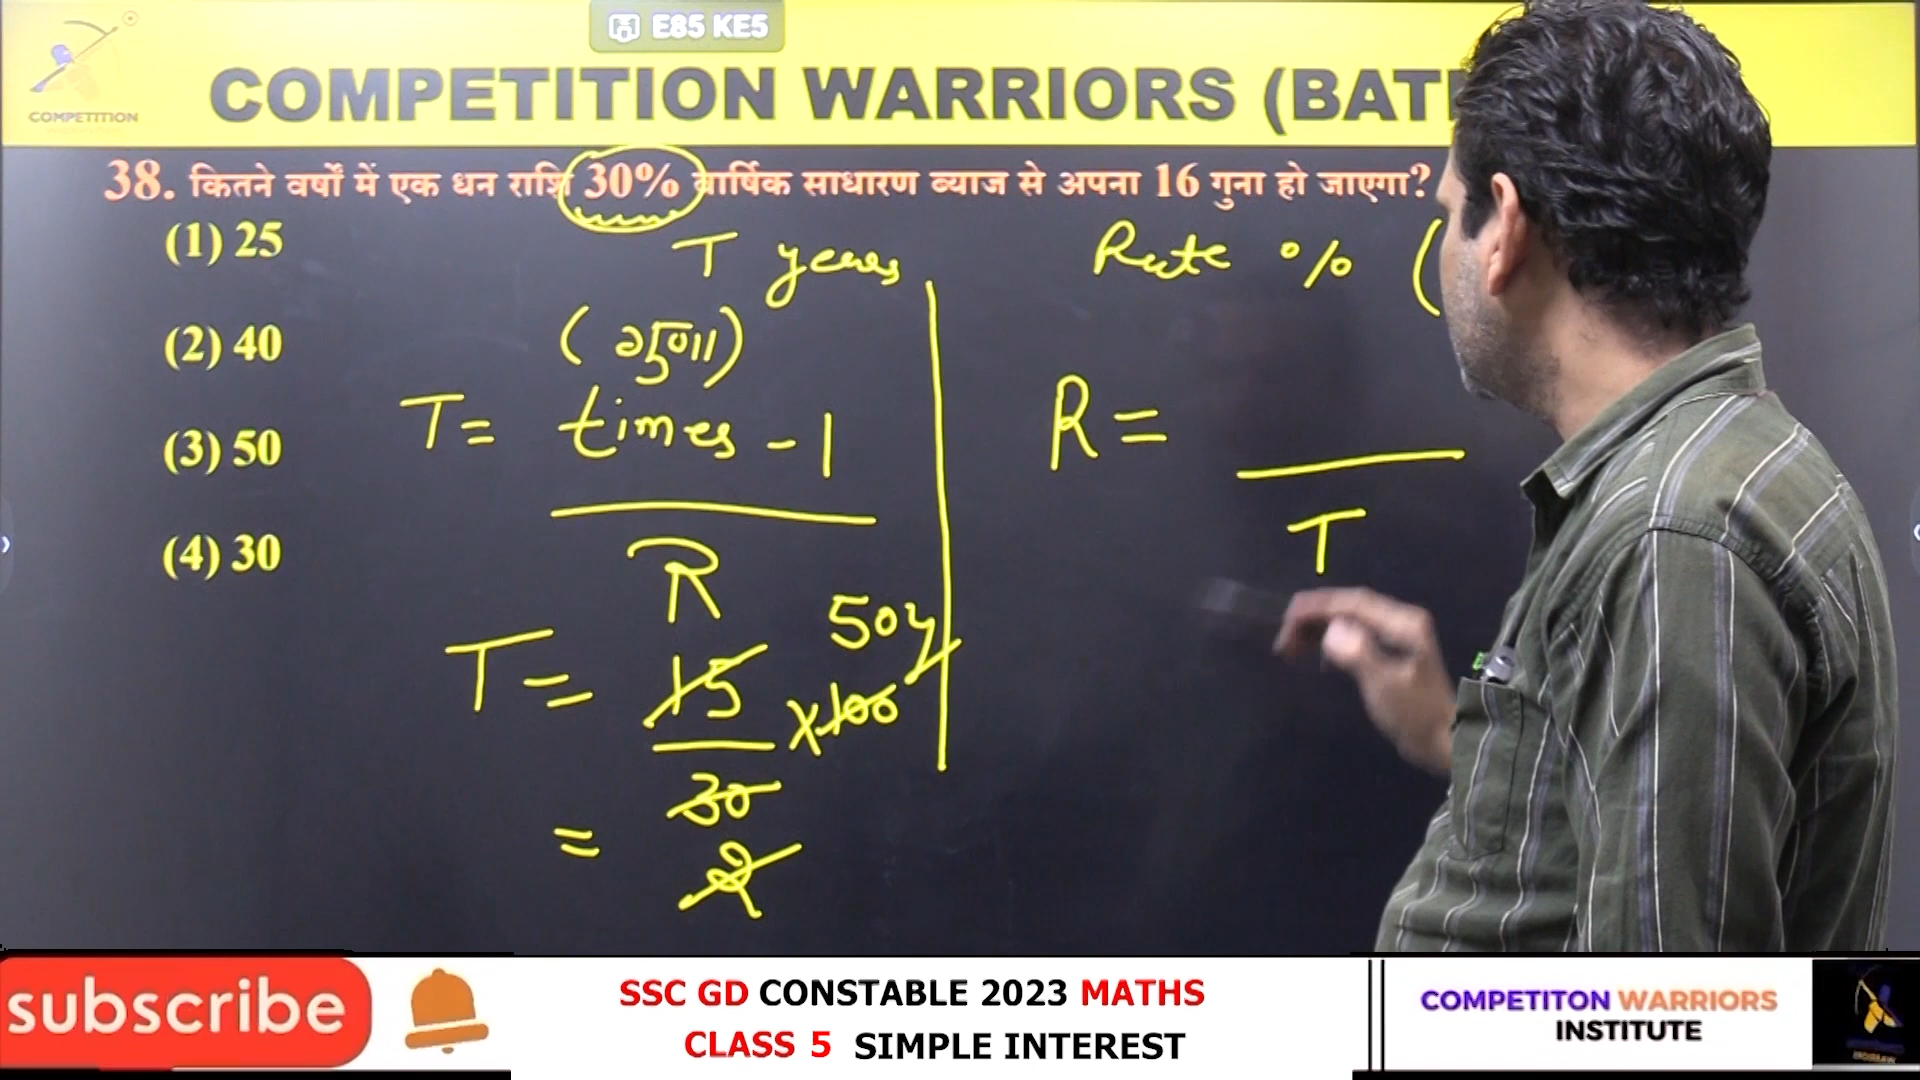 E85 KE5
COMPETITION WARRIORS (BAT
COMPETITION
38. कितने वर्षों में एक धन राशि 30% वार्षिक साधारण ब्याज से अपना 16 गुना हो जाएगा?
(1) 25
(2) 40
(3) 50
(4) 30
T years
(गुणा)
T = times - 1
R
T = 15 × 100
30
50y
=
2
Rate % (
R =
T
subscribe
SSC GD CONSTABLE 2023 MATHS
CLASS 5 SIMPLE INTEREST
COMPETITON WARRIORS
INSTITUTE